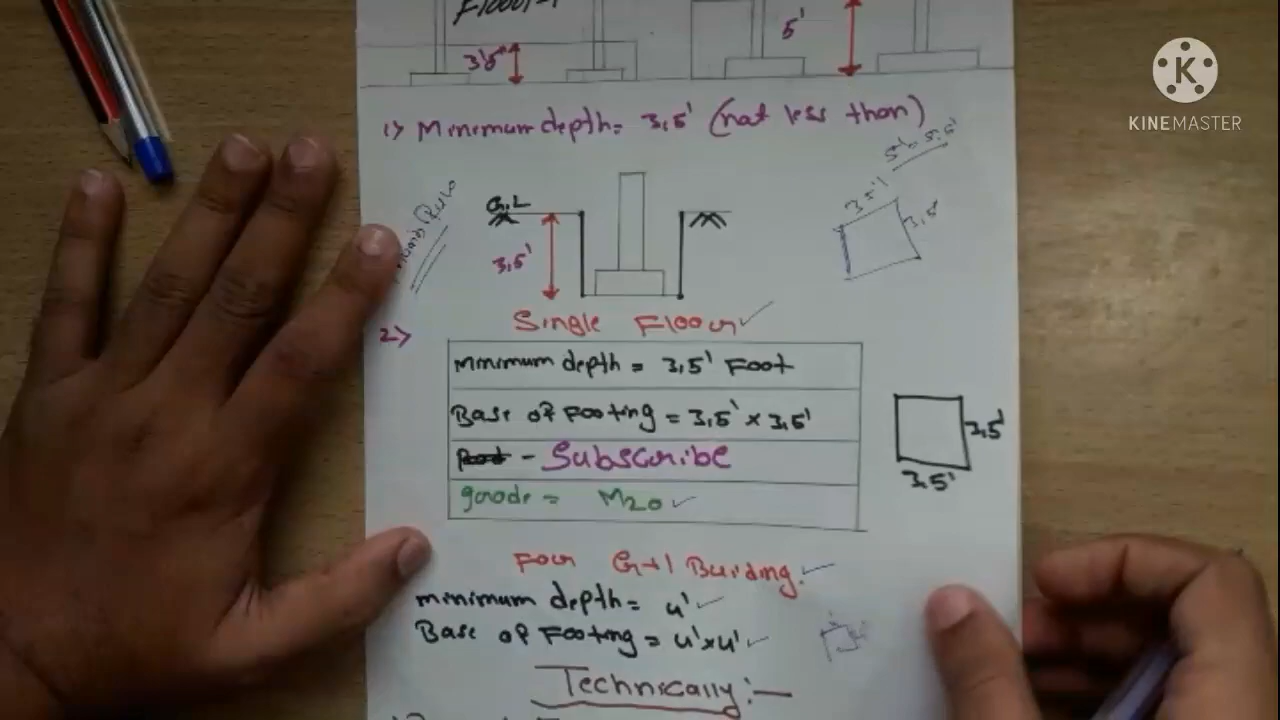 Floor-1
3'5"
5'
1) Minimum depth = 3,5' (not less than)
3.5'
3,5'
G.L
3,5'
Single Floor
2)
minimum depth = 3,5' Foot
Base of Footing = 3,5' x 3,5'
- Subscribe
grade = M20
3,5'
3,5'
For G+1 Building.
minimum depth = 4'
Base of Footing = 4'x4'
Technically:-
K
KINEMASTER